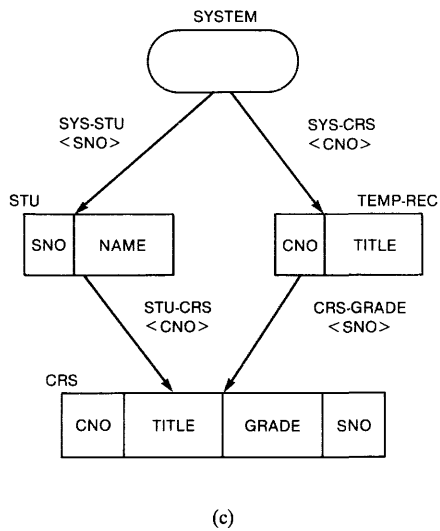 SYSTEM
SYS-STU
<SNO>
SYS-CRS
<CNO>
STU
TEMP-REC
SNO NAME
CNO TITLE
STU-CRS
<CNO>
CRS-GRADE
<SNO>
CRS
CNO TITLE GRADE SNO
(c)